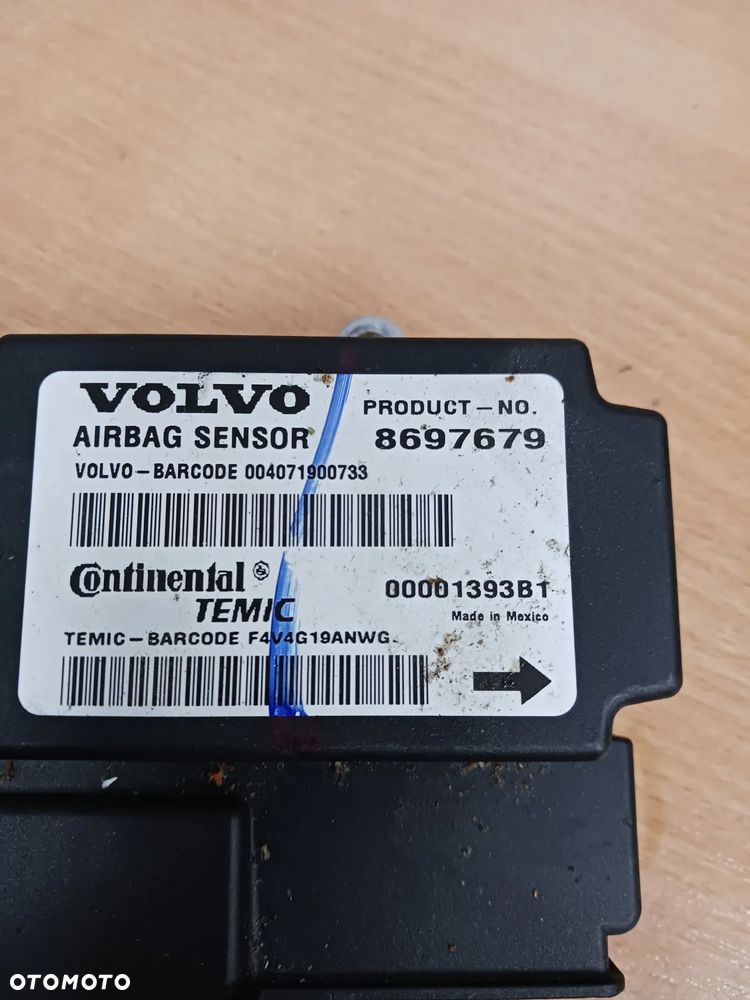 VOLVO
PRODUCT-NO.
AIRBAG SENSOR 8697679
VOLVO-BARCODE 004071900733
Continental 00001393B1
TEMIC Made in Mexico
TEMIC-BARCODE F4V4G19ANWG.
OTOMOTO